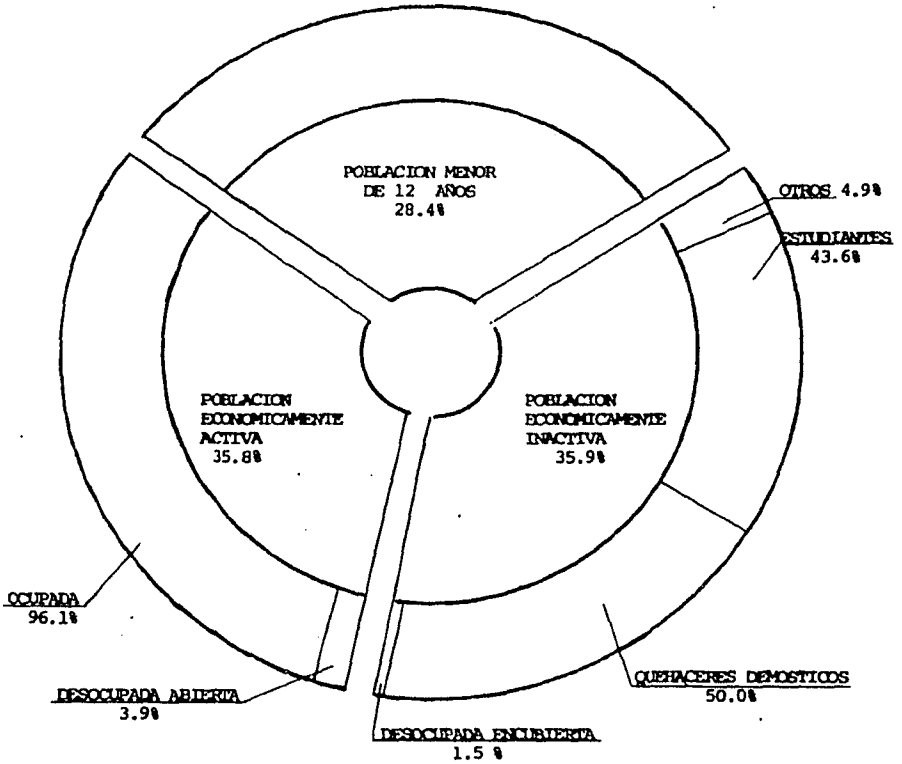 POBLACION MENOR
DE 12 AÑOS
28.4%
OTROS 4.9%
ESTUDIANTES
43.6%
POBLACION
ECONOMICAMENTE
ACTIVA
35.8%
POBLACION
ECONOMICAMENTE
INACTIVA
35.9%
OCUPADA
96.1%
DESOCUPADA ABIERTA
3.9%
QUEHACERES DEMOSTICOS
50.0%
DESOCUPADA ENCUBIERTA
1.5 %